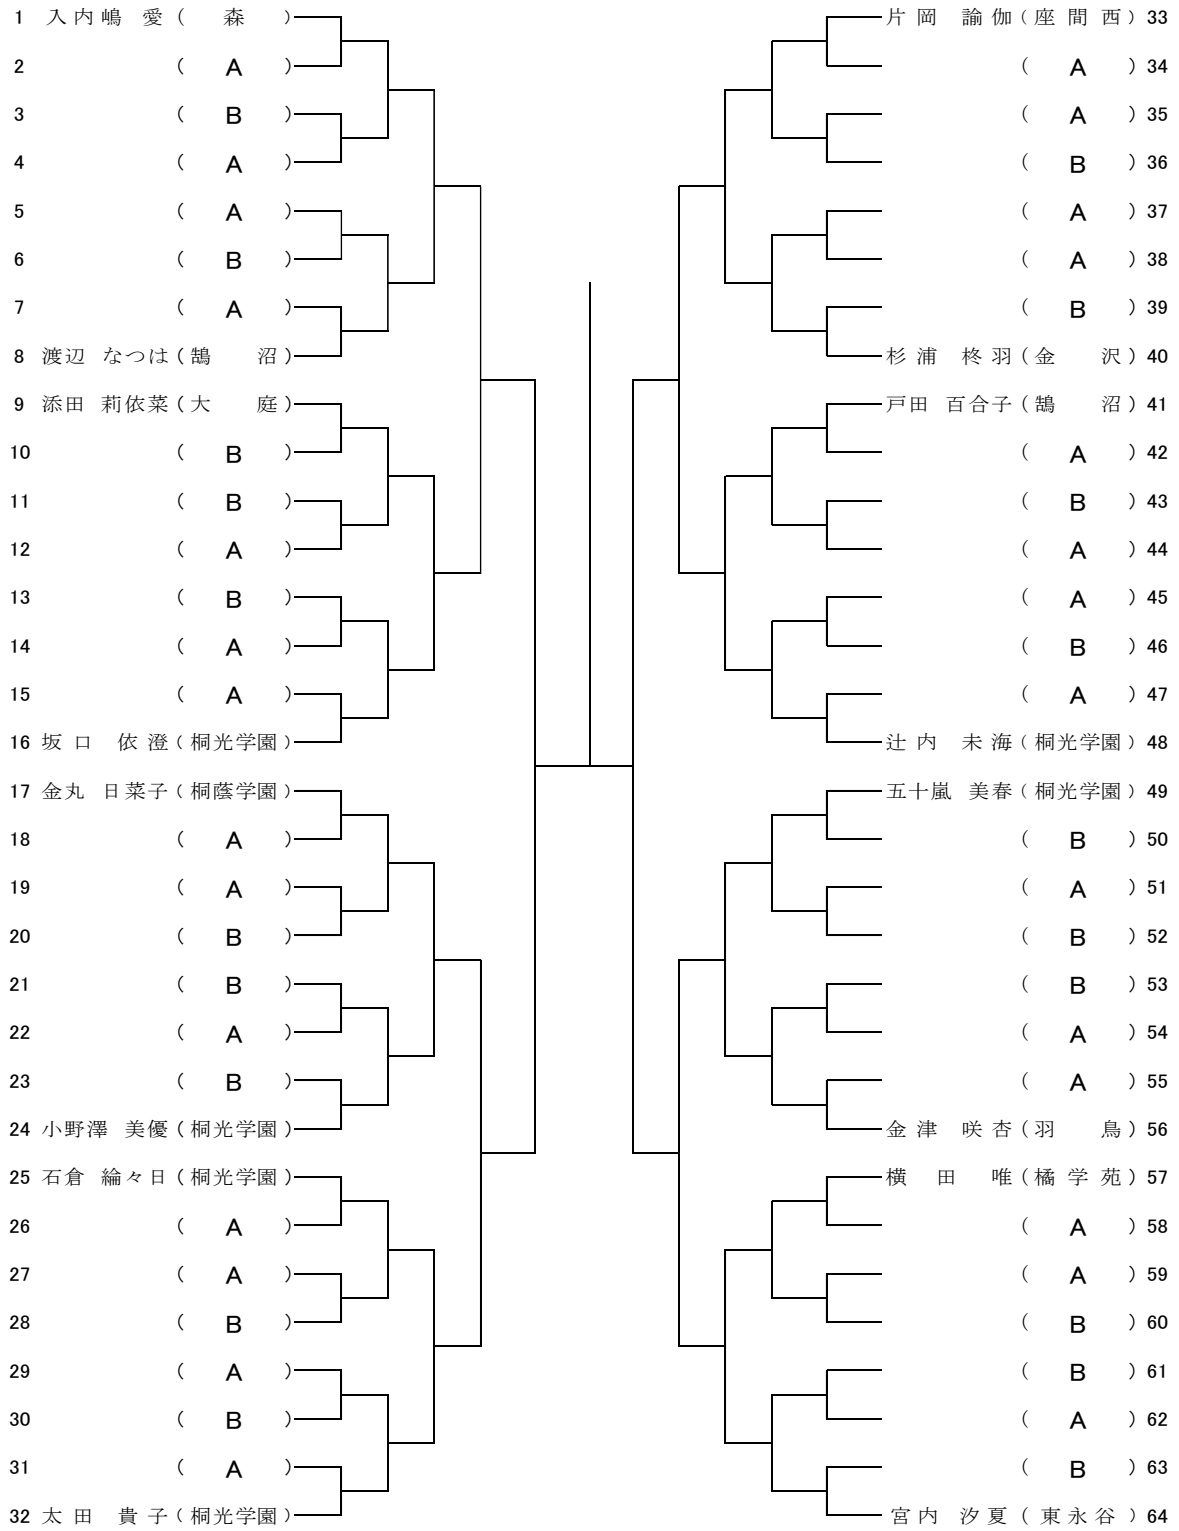 1 入内嶋 愛 ( 森 )
2 ( A )
3 ( B )
4 ( A )
5 ( A )
6 ( B )
7 ( A )
8 渡辺 なつは ( 鵠 沼 )
9 添田 莉依菜 ( 大 庭 )
10 ( B )
11 ( B )
12 ( A )
13 ( B )
14 ( A )
15 ( A )
16 坂口 依澄 ( 桐光学園 )
17 金丸 日菜子 ( 桐蔭学園 )
18 ( A )
19 ( A )
20 ( B )
21 ( B )
22 ( A )
23 ( B )
24 小野澤 美優 ( 桐光学園 )
25 石倉 綸々日 ( 桐光学園 )
26 ( A )
27 ( A )
28 ( B )
29 ( A )
30 ( B )
31 ( A )
32 太田 貴子 ( 桐光学園 )
片岡 諭伽 ( 座間西 ) 33
( A ) 34
( A ) 35
( B ) 36
( A ) 37
( A ) 38
( B ) 39
杉浦 柊羽 ( 金 沢 ) 40
戸田 百合子 ( 鵠 沼 ) 41
( A ) 42
( B ) 43
( A ) 44
( A ) 45
( B ) 46
( A ) 47
辻内 未海 ( 桐光学園 ) 48
五十嵐 美春 ( 桐光学園 ) 49
( B ) 50
( A ) 51
( B ) 52
( B ) 53
( A ) 54
( A ) 55
金津 咲杏 ( 羽 鳥 ) 56
横田 唯 ( 橘学苑 ) 57
( A ) 58
( A ) 59
( B ) 60
( B ) 61
( A ) 62
( B ) 63
宮内 汐夏 ( 東永谷 ) 64